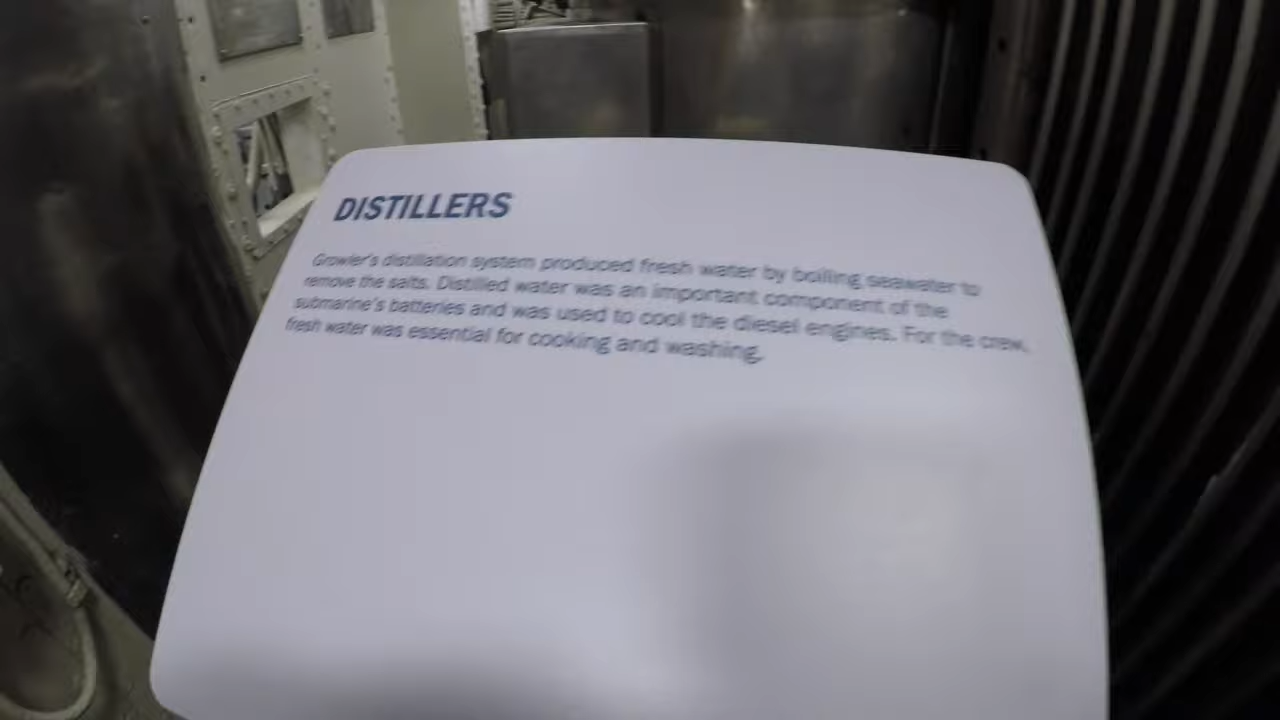 DISTILLERS
Growler's distillation system produced fresh water by boiling seawater to
remove the salts. Distilled water was an important component of the
submarine's batteries and was used to cool the diesel engines. For the crew,
fresh water was essential for cooking and washing.